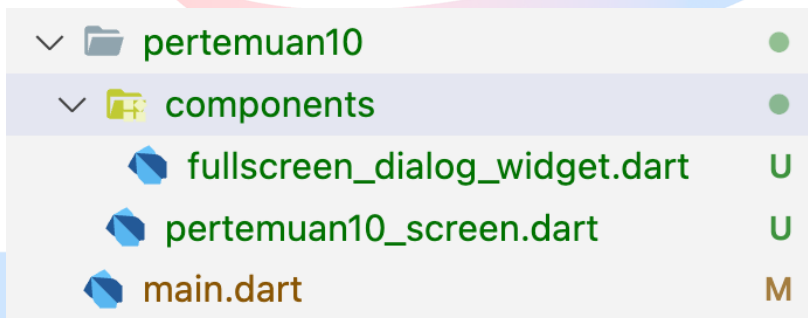 pertemuan10
components
fullscreen_dialog_widget.dart U
pertemuan10_screen.dart U
main.dart M